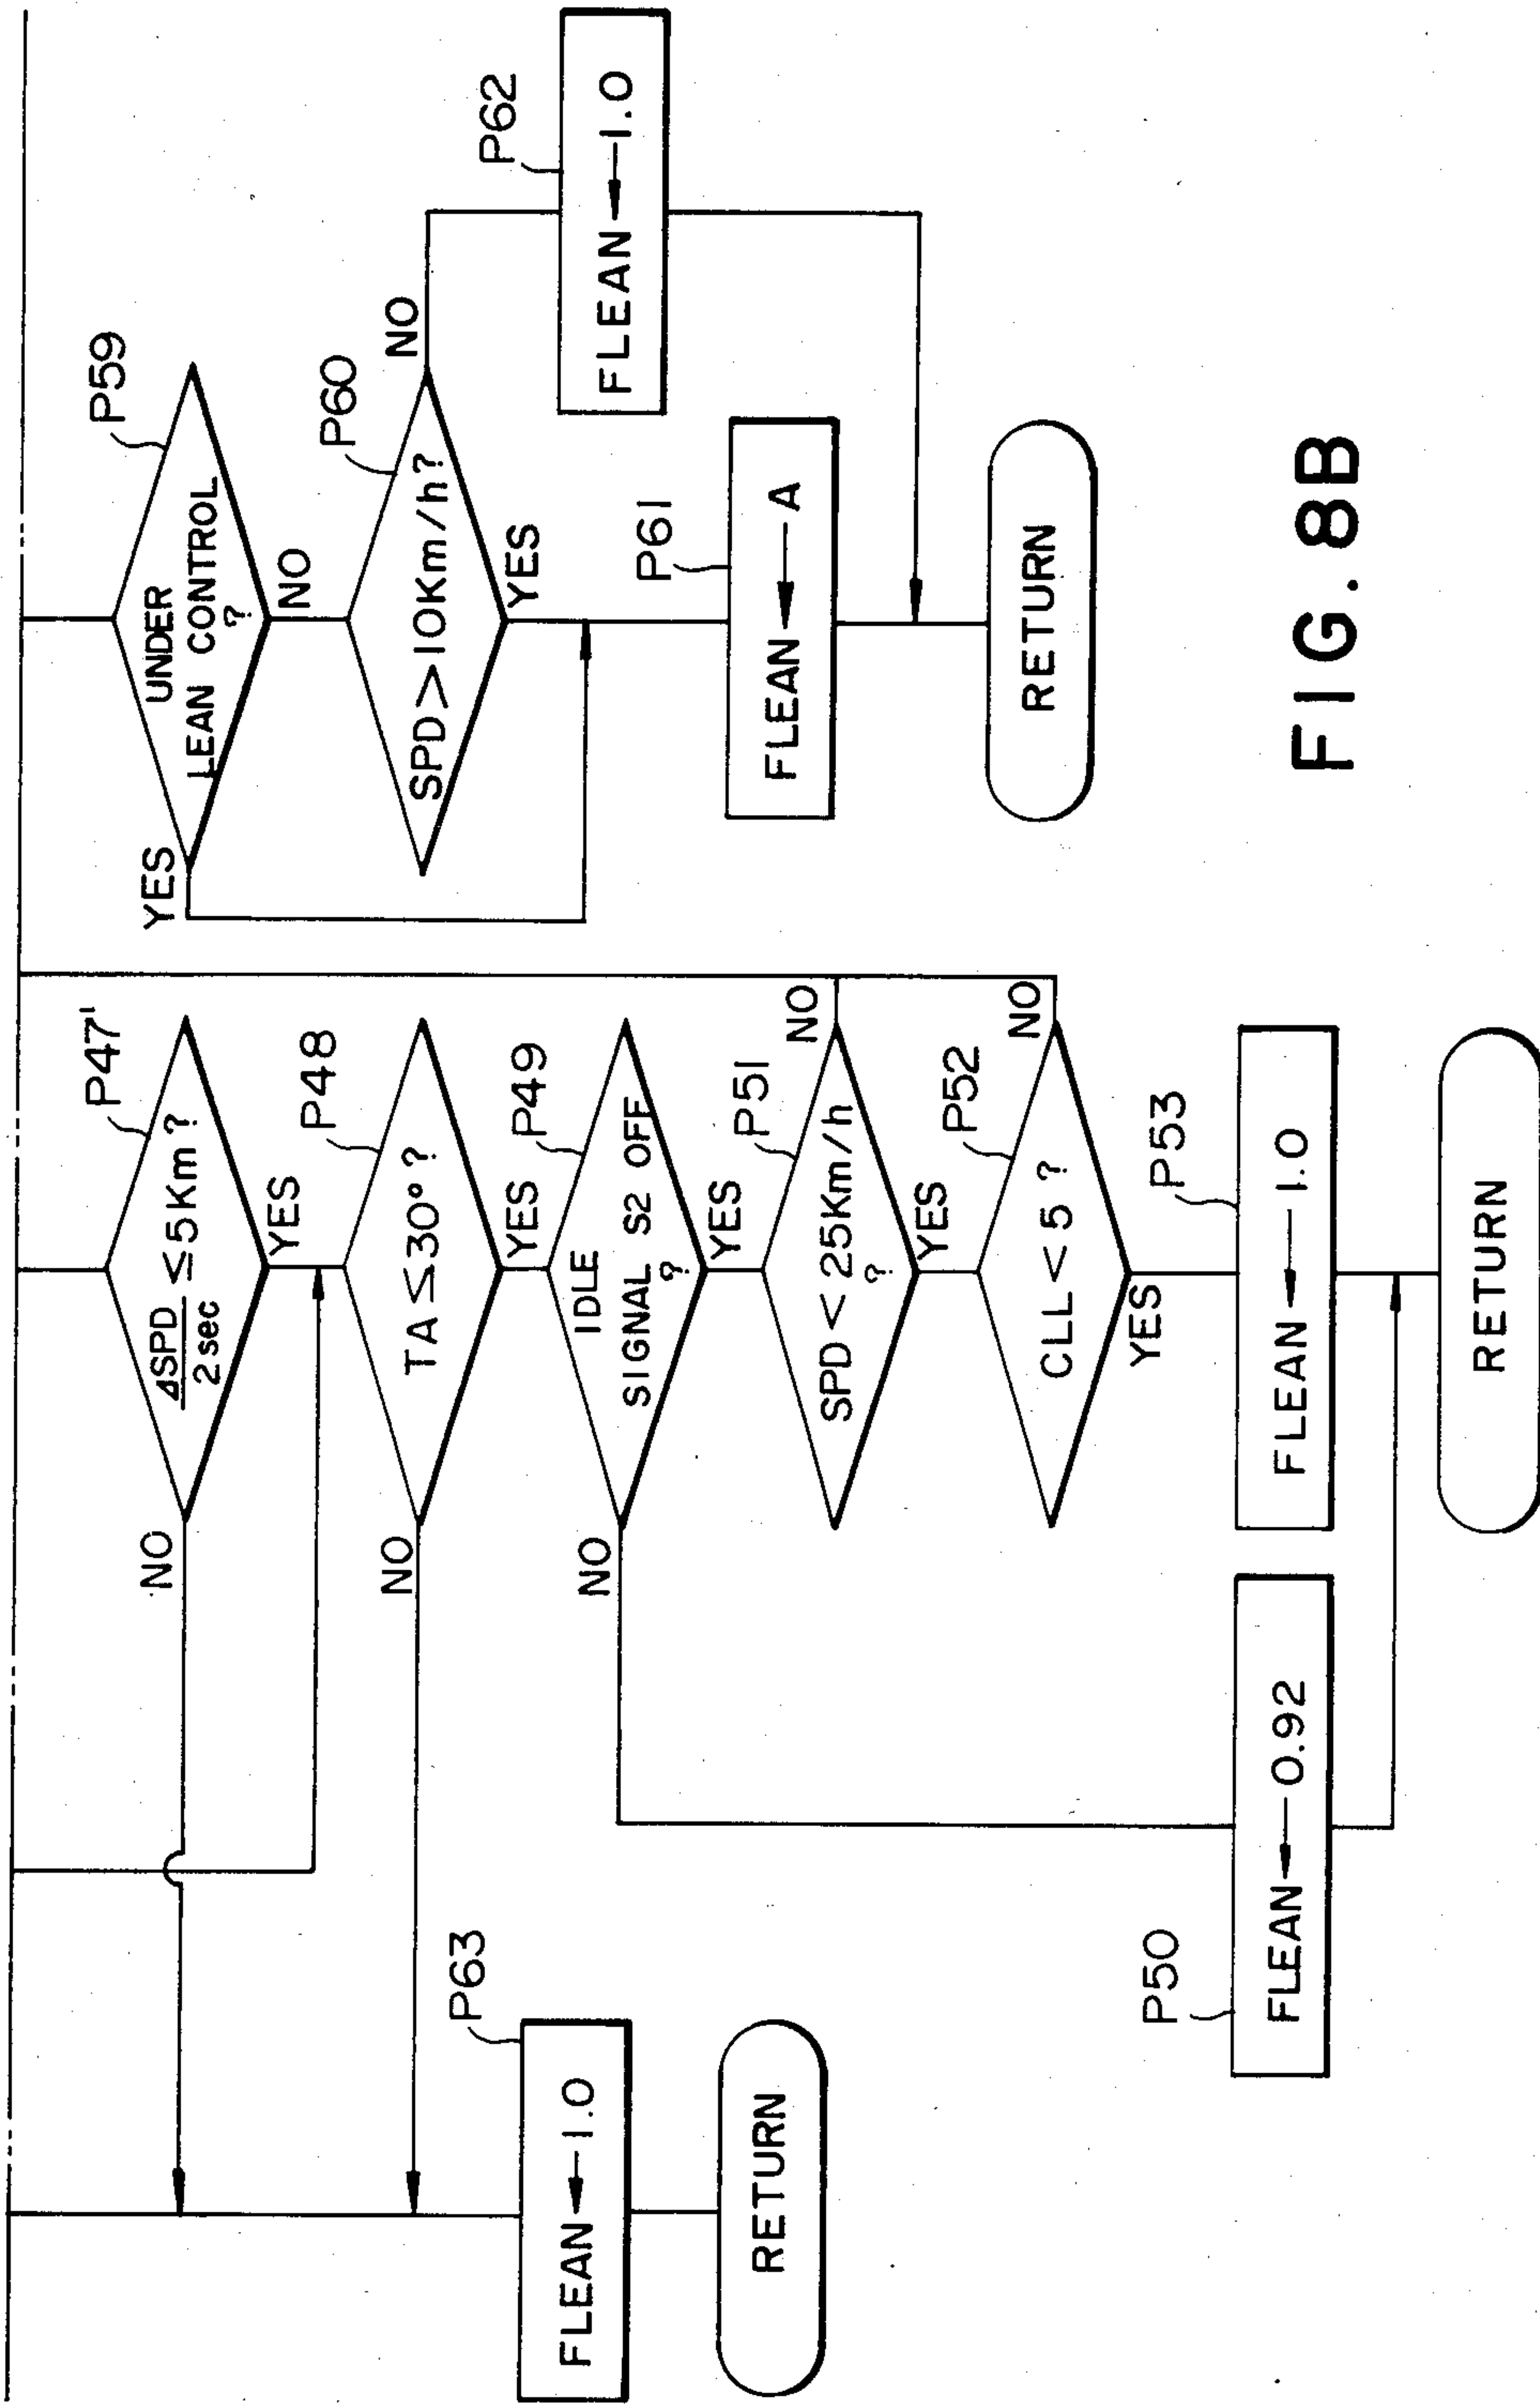 P47'
⊿SPD
2sec
≤5Km?
NO
YES
P48
TA≤30°?
NO
YES
P49
IDLE
SIGNAL S2 OFF
?
NO
YES
P51
SPD<25Km/h
?
NO
YES
P52
CLL<5?
NO
YES
P53
FLEAN←1.0
RETURN
P50
FLEAN←0.92
P63
FLEAN←1.0
RETURN
P59
UNDER
LEAN CONTROL
?
YES
NO
P60
SPD>10Km/h?
NO
YES
P61
FLEAN←A
P62
FLEAN←1.0
RETURN
FIG. 8B